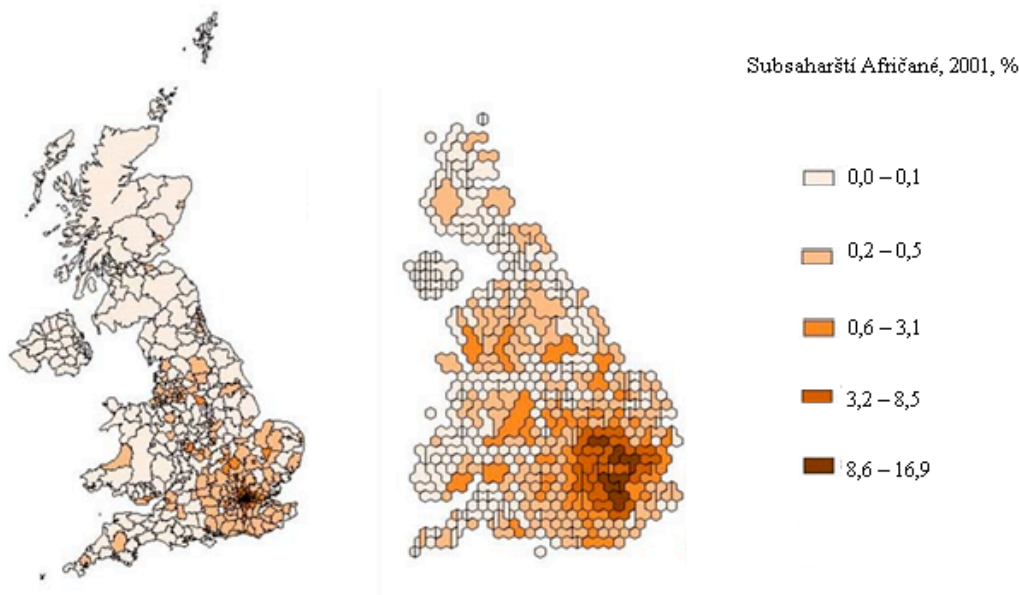 Subsaharští Afričané, 2001, %
0,0 – 0,1
0,2 – 0,5
0,6 – 3,1
3,2 – 8,5
8,6 – 16,9